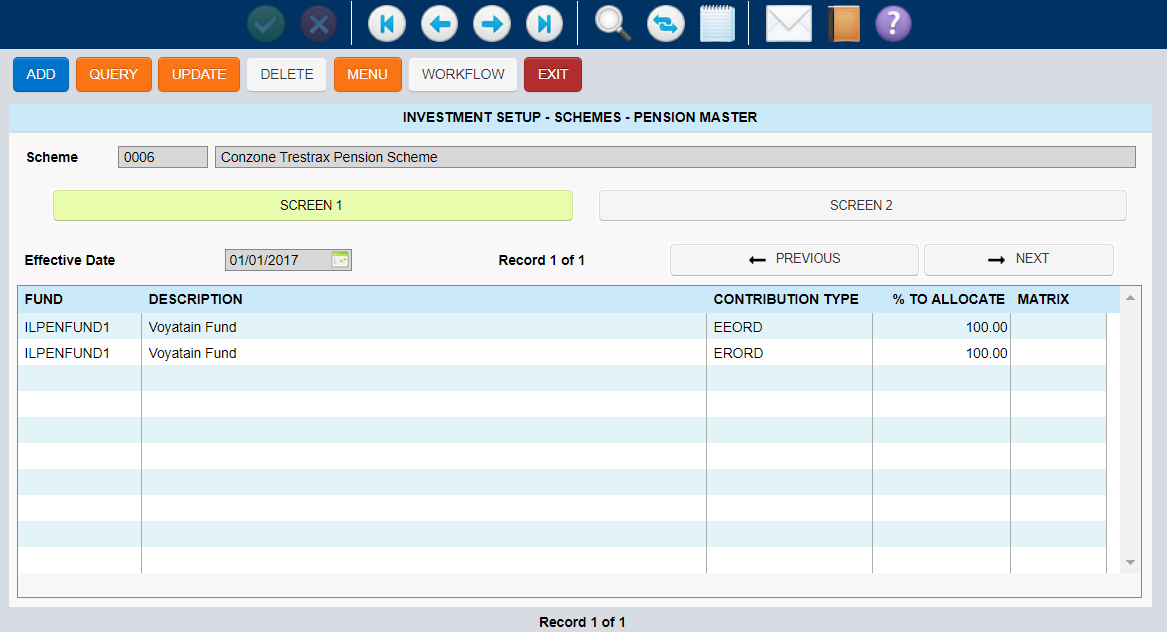 ?
ADD QUERY UPDATE DELETE MENU WORKFLOW EXIT
INVESTMENT SETUP - SCHEMES - PENSION MASTER
Scheme 0006 Conzone Trestrax Pension Scheme
SCREEN 1 SCREEN 2
Effective Date 01/01/2017 Record 1 of 1 PREVIOUS NEXT
FUND DESCRIPTION CONTRIBUTION TYPE % TO ALLOCATE MATRIX
ILPENFUND1 Voyatain Fund EEORD 100.00
ILPENFUND1 Voyatain Fund ERORD 100.00
Record 1 of 1